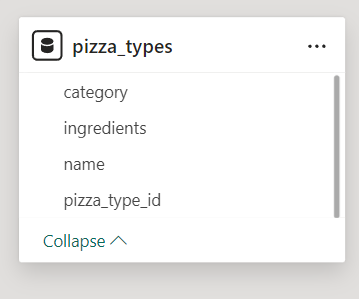 pizza_types
category
ingredients
name
pizza_type_id
Collapse